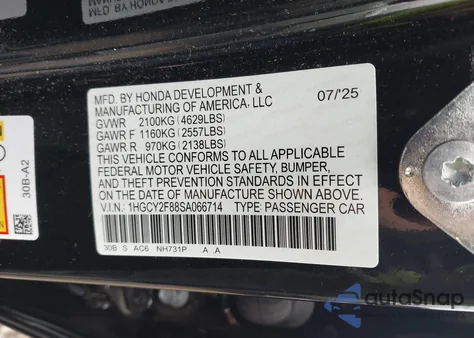 MFD. BY HONDA DEVELOPMENT &
MANUFACTURING OF AMERICA, LLC 07/'25
GVWR 2100KG (4629LBS)
GAWR F 1160KG (2557LBS)
GAWR R 970KG (2138LBS)
THIS VEHICLE CONFORMS TO ALL APPLICABLE
FEDERAL MOTOR VEHICLE SAFETY, BUMPER,
AND THEFT PREVENTION STANDARDS IN EFFECT
ON THE DATE OF MANUFACTURE SHOWN ABOVE.
V.I.N: 1HGCY2F88SA066714 TYPE: PASSENGER CAR
30B S AC6 NH731P A A
30B-A2
autoSnap